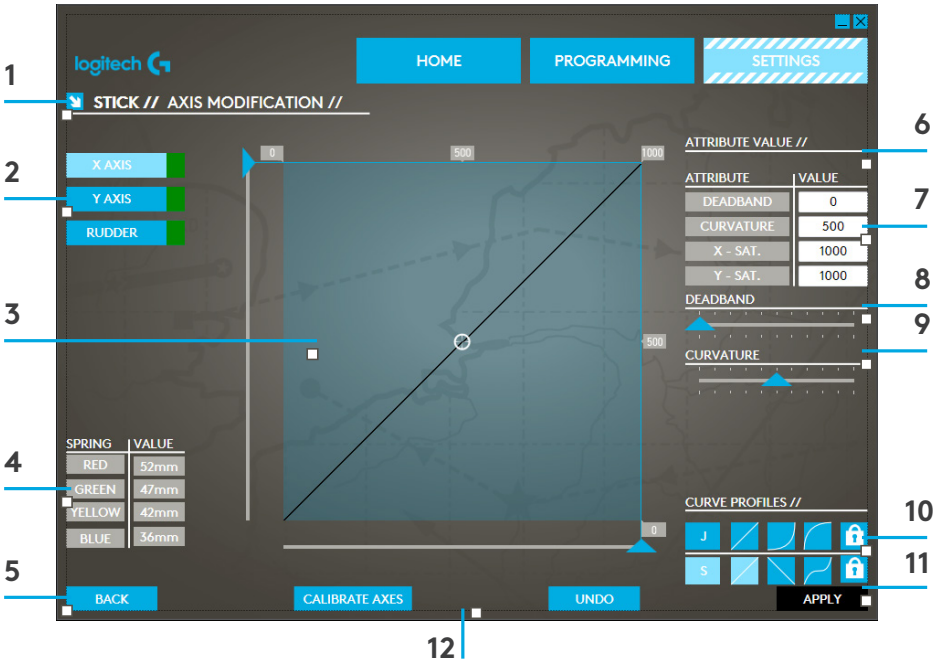 logitech G
HOME
PROGRAMMING
SETTINGS
1
STICK // AXIS MODIFICATION //
6
ATTRIBUTE VALUE //
0
500
1000
2
X AXIS
Y AXIS
RUDDER
ATTRIBUTE VALUE
7
DEADBAND 0
CURVATURE 500
X - SAT. 1000
Y - SAT. 1000
8
DEADBAND
3
9
500
CURVATURE
4
SPRING VALUE
RED 52mm
GREEN 47mm
YELLOW 42mm
BLUE 36mm
CURVE PROFILES //
10
0
J
11
S
5
BACK
CALIBRATE AXES
UNDO
APPLY
12